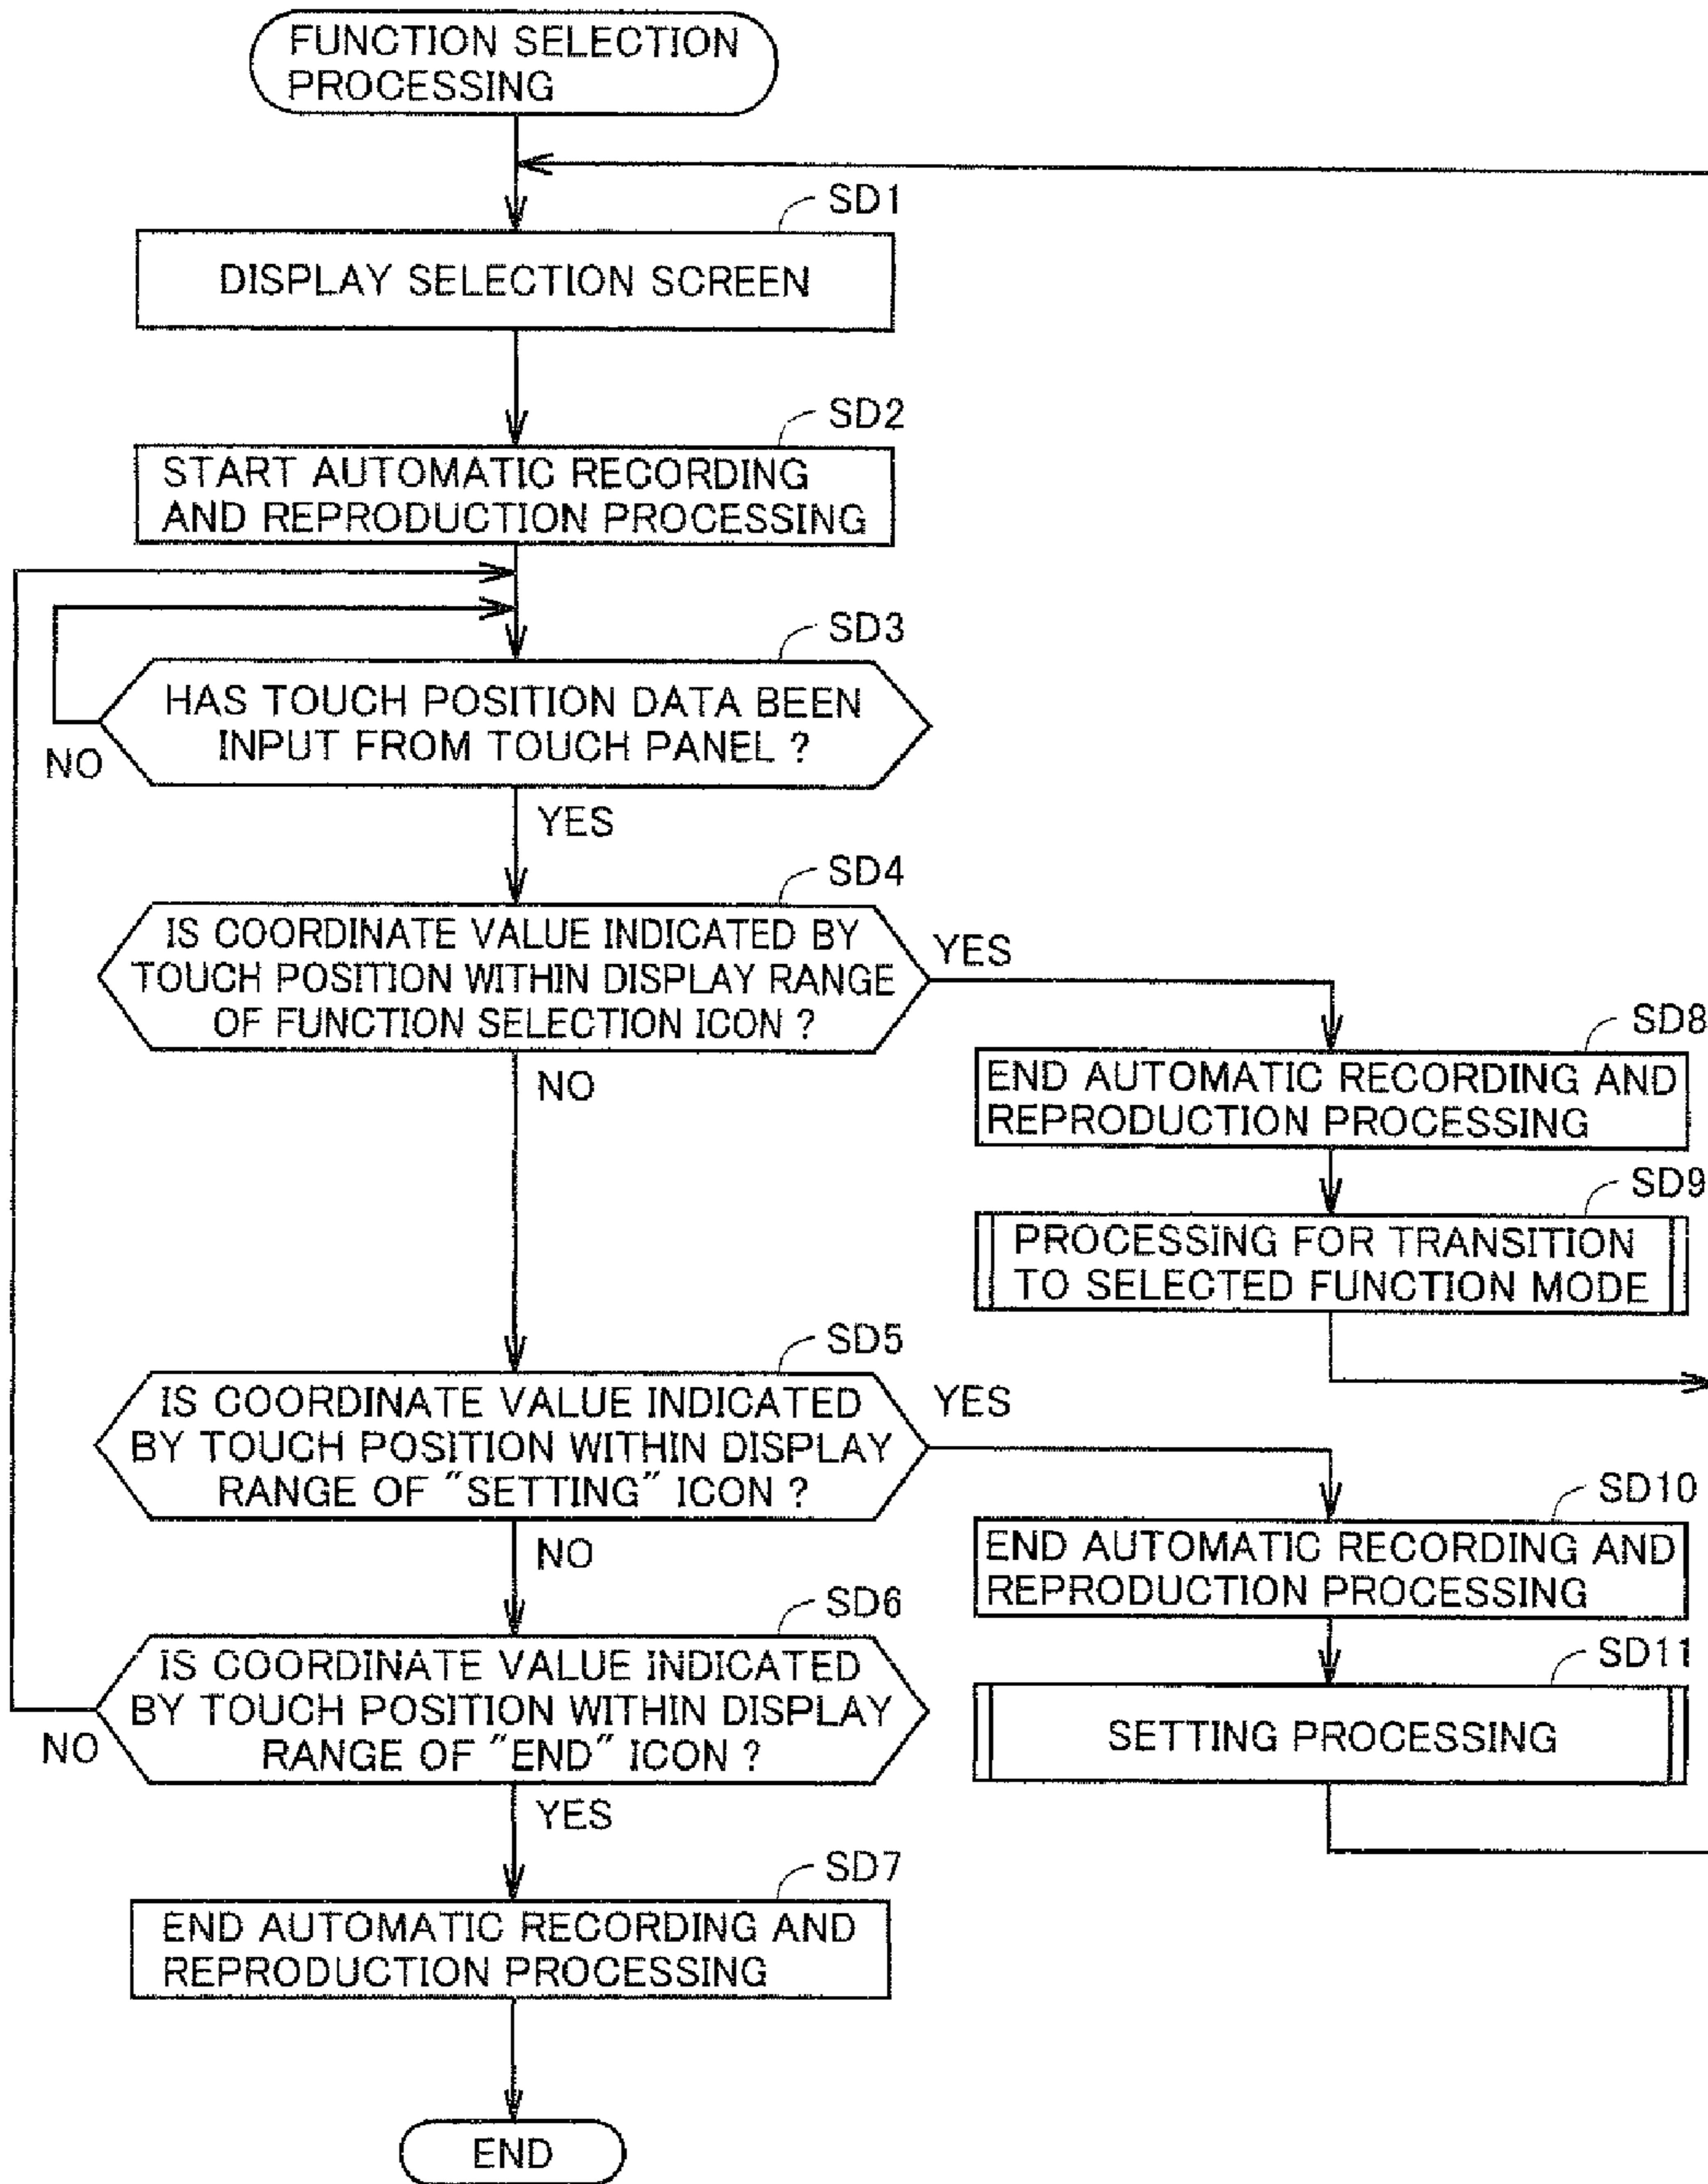 FUNCTION SELECTION
PROCESSING
SD1
DISPLAY SELECTION SCREEN
SD2
START AUTOMATIC RECORDING
AND REPRODUCTION PROCESSING
SD3
HAS TOUCH POSITION DATA BEEN
INPUT FROM TOUCH PANEL ?
NO
YES
SD4
IS COORDINATE VALUE INDICATED BY
TOUCH POSITION WITHIN DISPLAY RANGE
OF FUNCTION SELECTION ICON ?
YES
NO
SD8
END AUTOMATIC RECORDING AND
REPRODUCTION PROCESSING
SD9
PROCESSING FOR TRANSITION
TO SELECTED FUNCTION MODE
SD5
IS COORDINATE VALUE INDICATED
BY TOUCH POSITION WITHIN DISPLAY
RANGE OF "SETTING" ICON ?
YES
NO
SD10
END AUTOMATIC RECORDING AND
REPRODUCTION PROCESSING
SD11
SETTING PROCESSING
SD6
IS COORDINATE VALUE INDICATED
BY TOUCH POSITION WITHIN DISPLAY
RANGE OF "END" ICON ?
NO
YES
SD7
END AUTOMATIC RECORDING AND
REPRODUCTION PROCESSING
END